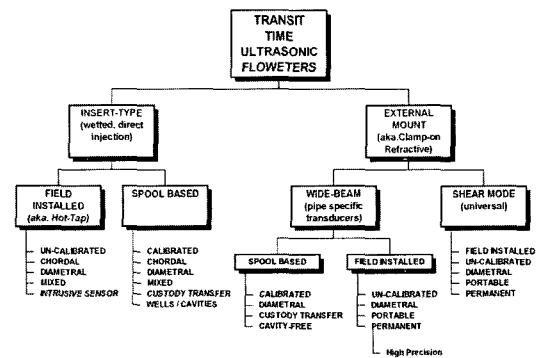 TRANSIT
TIME
ULTRASONIC
FLOWETERS
INSERT-TYPE
(wetted, direct
injection)
EXTERNAL
MOUNT
(aka.Clamp-on
Refractive)
FIELD
INSTALLED
(aka. Hot-Tap)
SPOOL BASED
WIDE-BEAM
(pipe specific
transducers)
SHEAR MODE
(universal)
UN-CALIBRATED
CHORDAL
DIAMETRAL
MIXED
INTRUSIVE SENSOR
CALIBRATED
CHORDAL
DIAMETRAL
MIXED
CUSTODY TRANSFER
WELLS / CAVITIES
SPOOL BASED
FIELD INSTALLED
CALIBRATED
DIAMETRAL
CUSTODY TRANSFER
CAVITY-FREE
UN-CALIBRATED
DIAMETRAL
PORTABLE
PERMANENT
High Precision
FIELD INSTALLED
UN-CALIBRATED
DIAMETRAL
PORTABLE
PERMANENT